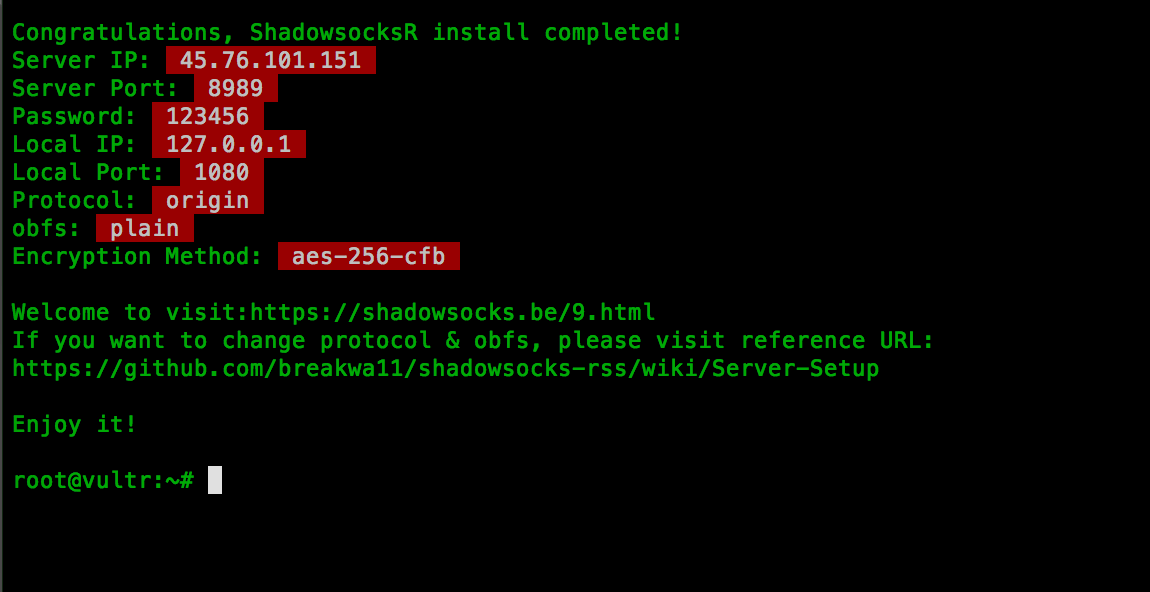 Congratulations, ShadowsocksR install completed!
Server IP: 45.76.101.151
Server Port: 8989
Password: 123456
Local IP: 127.0.0.1
Local Port: 1080
Protocol: origin
obfs: plain
Encryption Method: aes-256-cfb
Welcome to visit:https://shadowsocks.be/9.html
If you want to change protocol & obfs, please visit reference URL:
https://github.com/breakwa11/shadowsocks-rss/wiki/Server-Setup
Enjoy it!
root@vultr:~#